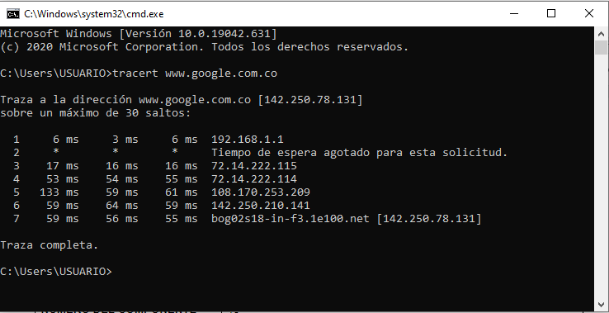 C:\Windows\system32\cmd.exe
Microsoft Windows [Versión 10.0.19042.631]
(c) 2020 Microsoft Corporation. Todos los derechos reservados.
C:\Users\USUARIO>tracert www.google.com.co
Traza a la dirección www.google.com.co [142.250.78.131]
sobre un máximo de 30 saltos:
1 6 ms 3 ms 6 ms 192.168.1.1
2 * * * Tiempo de espera agotado para esta solicitud.
3 17 ms 16 ms 16 ms 72.14.222.115
4 53 ms 54 ms 55 ms 72.14.222.114
5 133 ms 59 ms 61 ms 108.170.253.209
6 59 ms 64 ms 59 ms 142.250.210.141
7 59 ms 56 ms 55 ms bog02s18-in-f3.1e100.net [142.250.78.131]
Traza completa.
C:\Users\USUARIO>